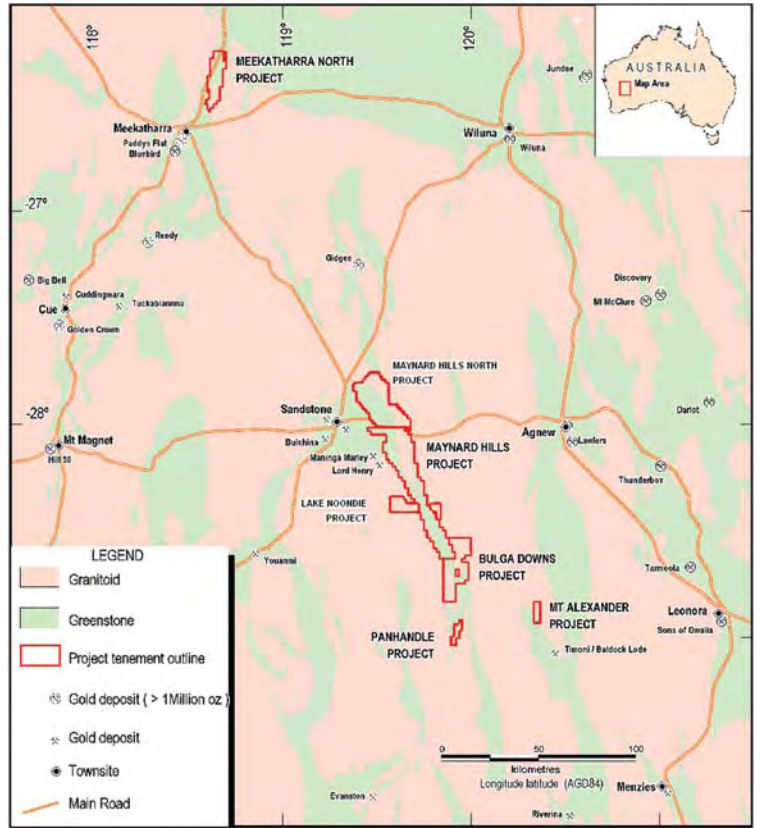 118°
119°
120°
AUSTRALIA
Map Area
MEEKATHARRA NORTH
PROJECT
Jundee
Meekatharra
Paddys Flat
Bluebird
Wiluna
Wiluna
-27°
Reedy
Gidgee
Big Bell
Cuddingwara
Tuckabianna
Cue
Golden Crown
Discovery
Mt McClure
MAYNARD HILLS NORTH
PROJECT
Sandstone
-28°
Darlot
Mt Magnet
Hill 50
Bulchina
Agnew
Lawlers
MAYNARD HILLS
PROJECT
Maninga Marley
Lord Henry
Thunderbox
LAKE NOONDIE
PROJECT
Youanmi
BULGA DOWNS
PROJECT
Tarmoola
MT ALEXANDER
PROJECT
Leonora
Sons of Gwalia
PANHANDLE
PROJECT
Timoni / Baldock Lode
LEGEND
Granitoid
Greenstone
Project tenement outline
Gold deposit ( > 1Million oz )
Gold deposit
Townsite
Main Road
0 50 100
kilometres
Longitude latitude (AGD84)
Evanston
Menzies
Riverina